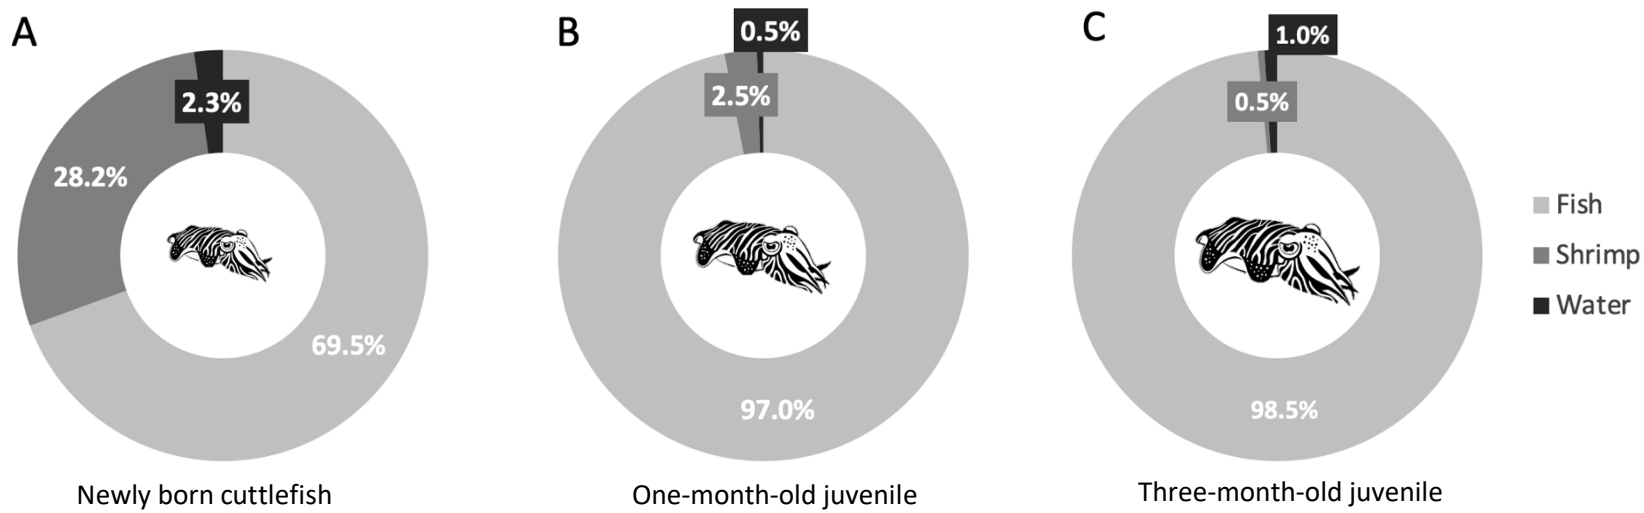 A
2.3%
28.2%
69.5%
Newly born cuttlefish
B
0.5%
2.5%
97.0%
One-month-old juvenile
C
1.0%
0.5%
98.5%
Three-month-old juvenile
Fish
Shrimp
Water